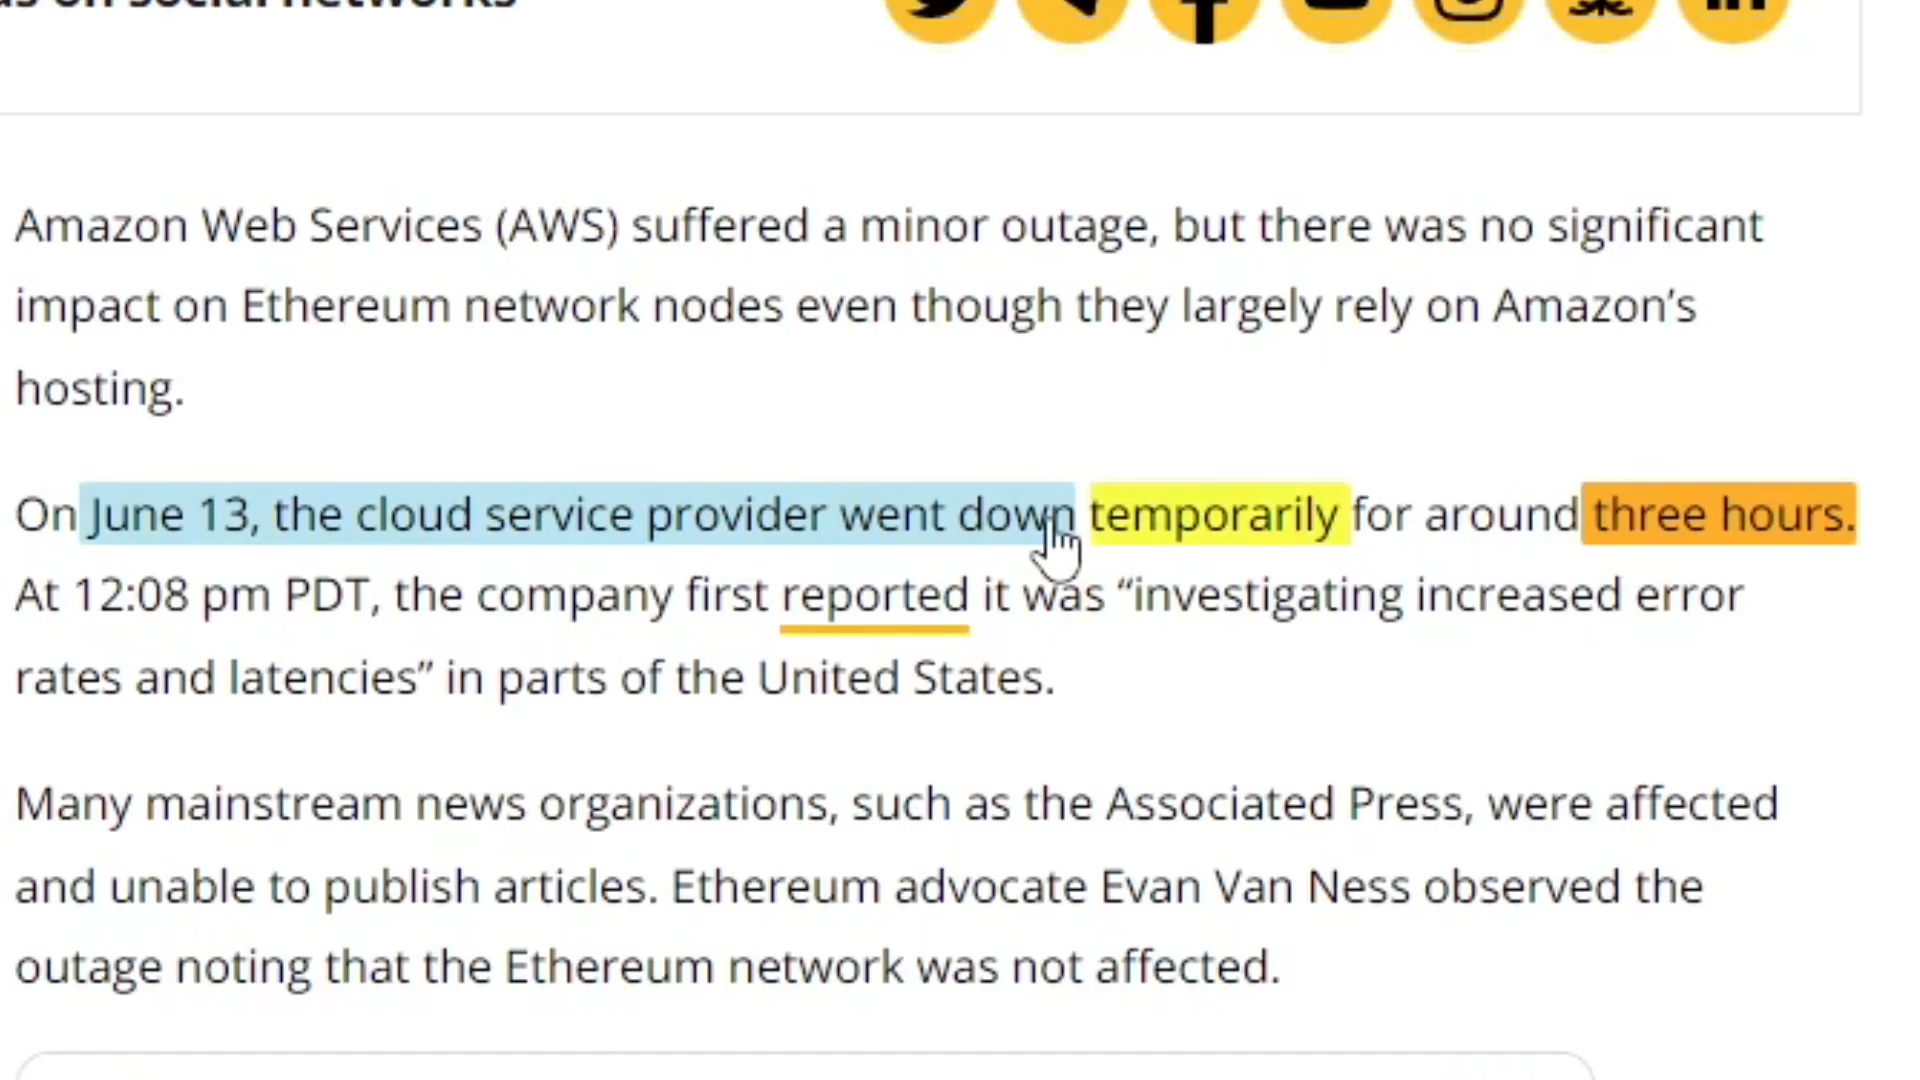 on social networks
Amazon Web Services (AWS) suffered a minor outage, but there was no significant
impact on Ethereum network nodes even though they largely rely on Amazon’s
hosting.
On June 13, the cloud service provider went down temporarily for around three hours.
At 12:08 pm PDT, the company first reported it was “investigating increased error
rates and latencies” in parts of the United States.
Many mainstream news organizations, such as the Associated Press, were affected
and unable to publish articles. Ethereum advocate Evan Van Ness observed the
outage noting that the Ethereum network was not affected.